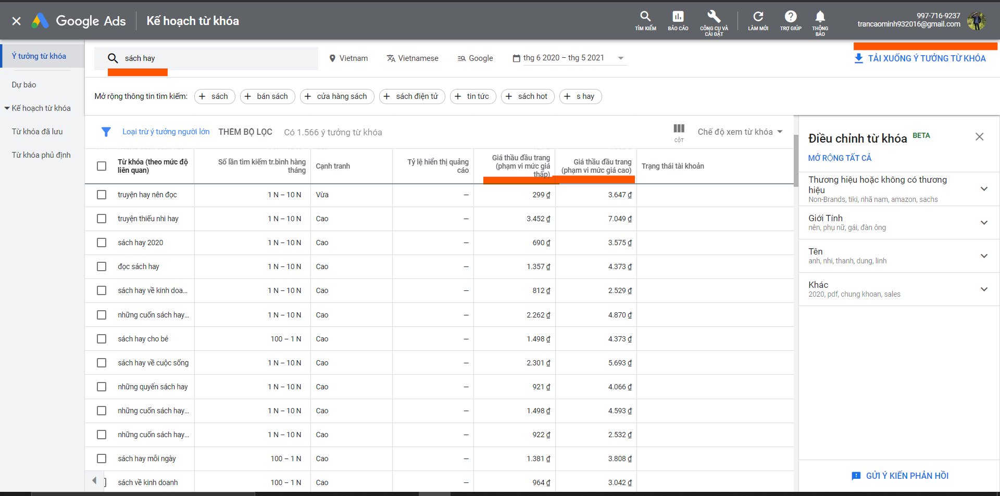 Google Ads
Kế hoạch từ khóa
TÌM KIẾM
BÁO CÁO
CÔNG CỤ VÀ
CÀI ĐẶT
LÀM MỚI
TRỢ GIÚP
THÔNG
BÁO
997-716-9237
trancaominh932016@gmail.com
Ý tưởng từ khóa
Dự báo
Kế hoạch từ khóa
Từ khóa đã lưu
Từ khóa phủ định
sách hay
Vietnam
Vietnamese
Google
thg 6 2020 – thg 5 2021
TẢI XUỐNG Ý TƯỞNG TỪ KHÓA
Mở rộng thông tin tìm kiếm:
sách
bán sách
cửa hàng sách
sách điện tử
tin tức
sách hot
s hay
Loại trừ ý tưởng người lớn
THÊM BỘ LỌC
Có 1.566 ý tưởng từ khóa
CỘT
Chế độ xem từ khóa
Từ khóa (theo mức độ
liên quan)
Số lần tìm kiếm tr.bình hàng
tháng
Cạnh tranh
Tỷ lệ hiển thị quảng
cáo
Giá thầu đầu trang
(phạm vi mức giá
thấp)
Giá thầu đầu trang
(phạm vi mức giá cao)
Trạng thái tài khoản
truyện hay nên đọc 1 N – 10 N Vừa — 299 ₫ 3.647 ₫
truyện thiếu nhi hay 1 N – 10 N Cao — 3.452 ₫ 7.049 ₫
sách hay 2020 1 N – 10 N Cao — 690 ₫ 3.575 ₫
đọc sách hay 1 N – 10 N Cao — 1.357 ₫ 4.373 ₫
sách hay về kinh doa... 1 N – 10 N Cao — 812 ₫ 2.529 ₫
những cuốn sách hay... 1 N – 10 N Cao — 2.262 ₫ 4.870 ₫
sách hay cho bé 100 – 1 N Cao — 1.498 ₫ 4.373 ₫
sách hay về cuộc sống 1 N – 10 N Cao — 2.301 ₫ 5.693 ₫
những quyển sách hay 1 N – 10 N Cao — 921 ₫ 4.066 ₫
những cuốn sách hay... 1 N – 10 N Cao — 1.498 ₫ 4.593 ₫
những cuốn sách hay... 1 N – 10 N Cao — 922 ₫ 2.532 ₫
sách hay mỗi ngày 100 – 1 N Cao — 1.381 ₫ 3.808 ₫
sách về kinh doanh 100 – 1 N Cao — 964 ₫ 3.042 ₫
Điều chỉnh từ khóa BETA
MỞ RỘNG TẤT CẢ
Thương hiệu hoặc không có thương
hiệu
Non-Brands, tiki, nhã nam, amazon, sachs
Giới Tính
nên, phụ nữ, gái, đàn ông
Tên
anh, nhi, thanh, dung, linh
Khác
2020, pdf, chung khoan, sales
GỬI Ý KIẾN PHẢN HỒI